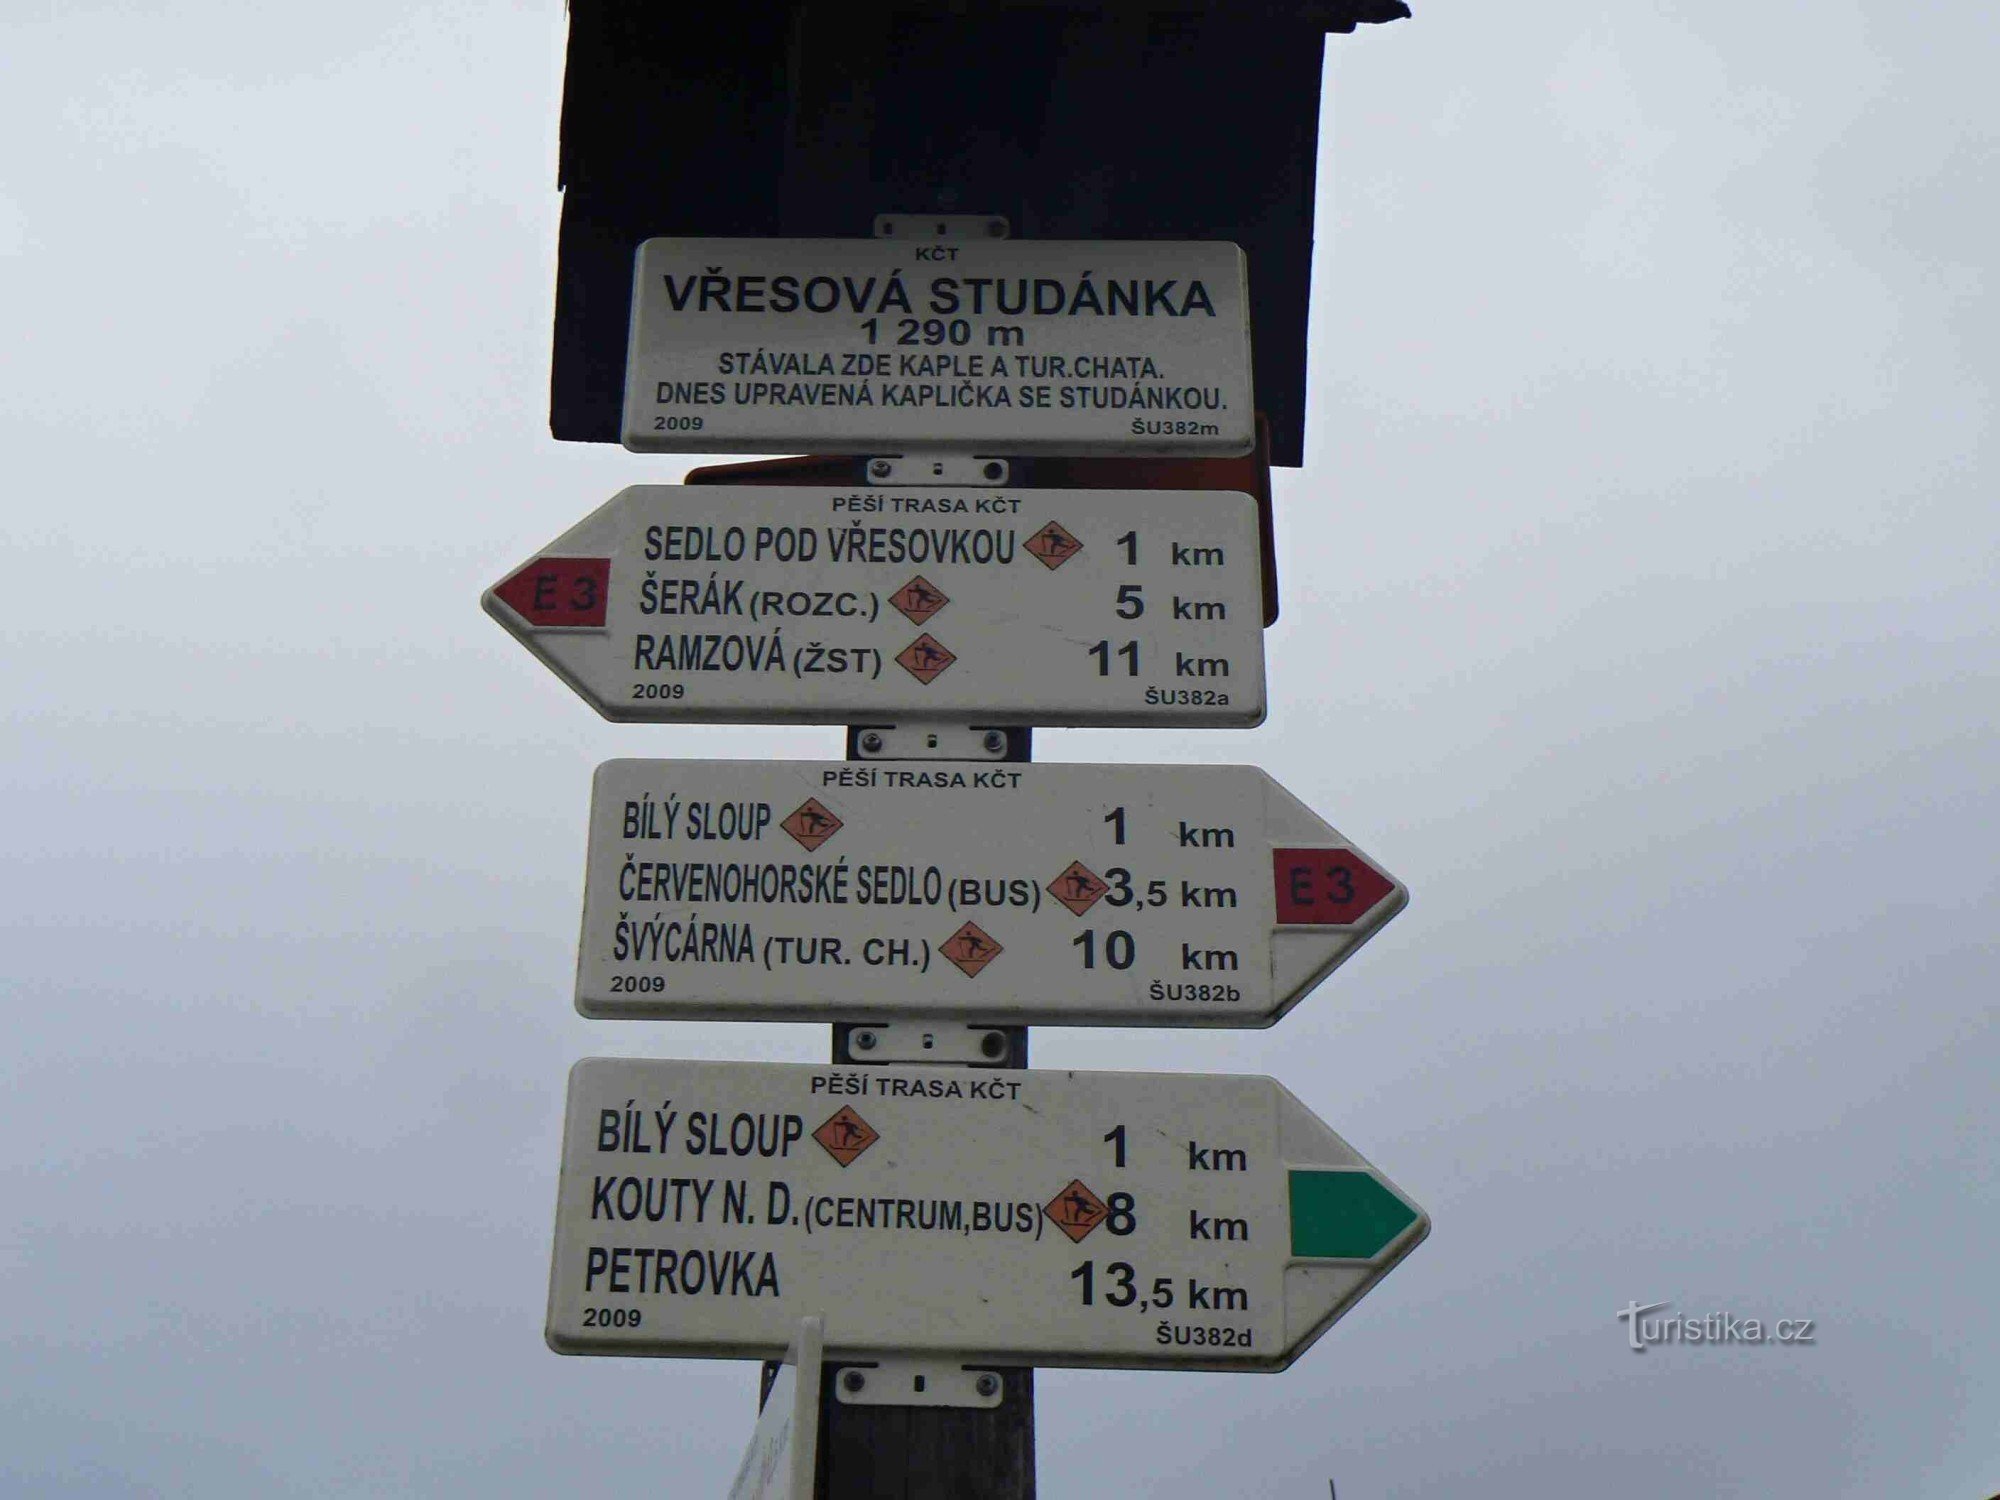 KČT
VŘESOVÁ STUDÁNKA
1 290 m
STÁVALA ZDE KAPLE A TUR.CHATA.
DNES UPRAVENÁ KAPLIČKA SE STUDÁNKOU.
2009 ŠU382m
PĚŠÍ TRASA KČT
SEDLO POD VŘESOVKOU 1 km
E 3 ŠERÁK (ROZC.) 5 km
RAMZOVÁ (ŽST) 11 km
2009 ŠU382a
PĚŠÍ TRASA KČT
BÍLÝ SLOUP 1 km
ČERVENOHORSKÉ SEDLO (BUS) 3,5 km E 3
ŠVÝCÁRNA (TUR. CH.) 10 km
2009 ŠU382b
PĚŠÍ TRASA KČT
BÍLÝ SLOUP 1 km
KOUTY N. D. (CENTRUM,BUS) 8 km
PETROVKA 13,5 km
2009 ŠU382d
Turistika.cz